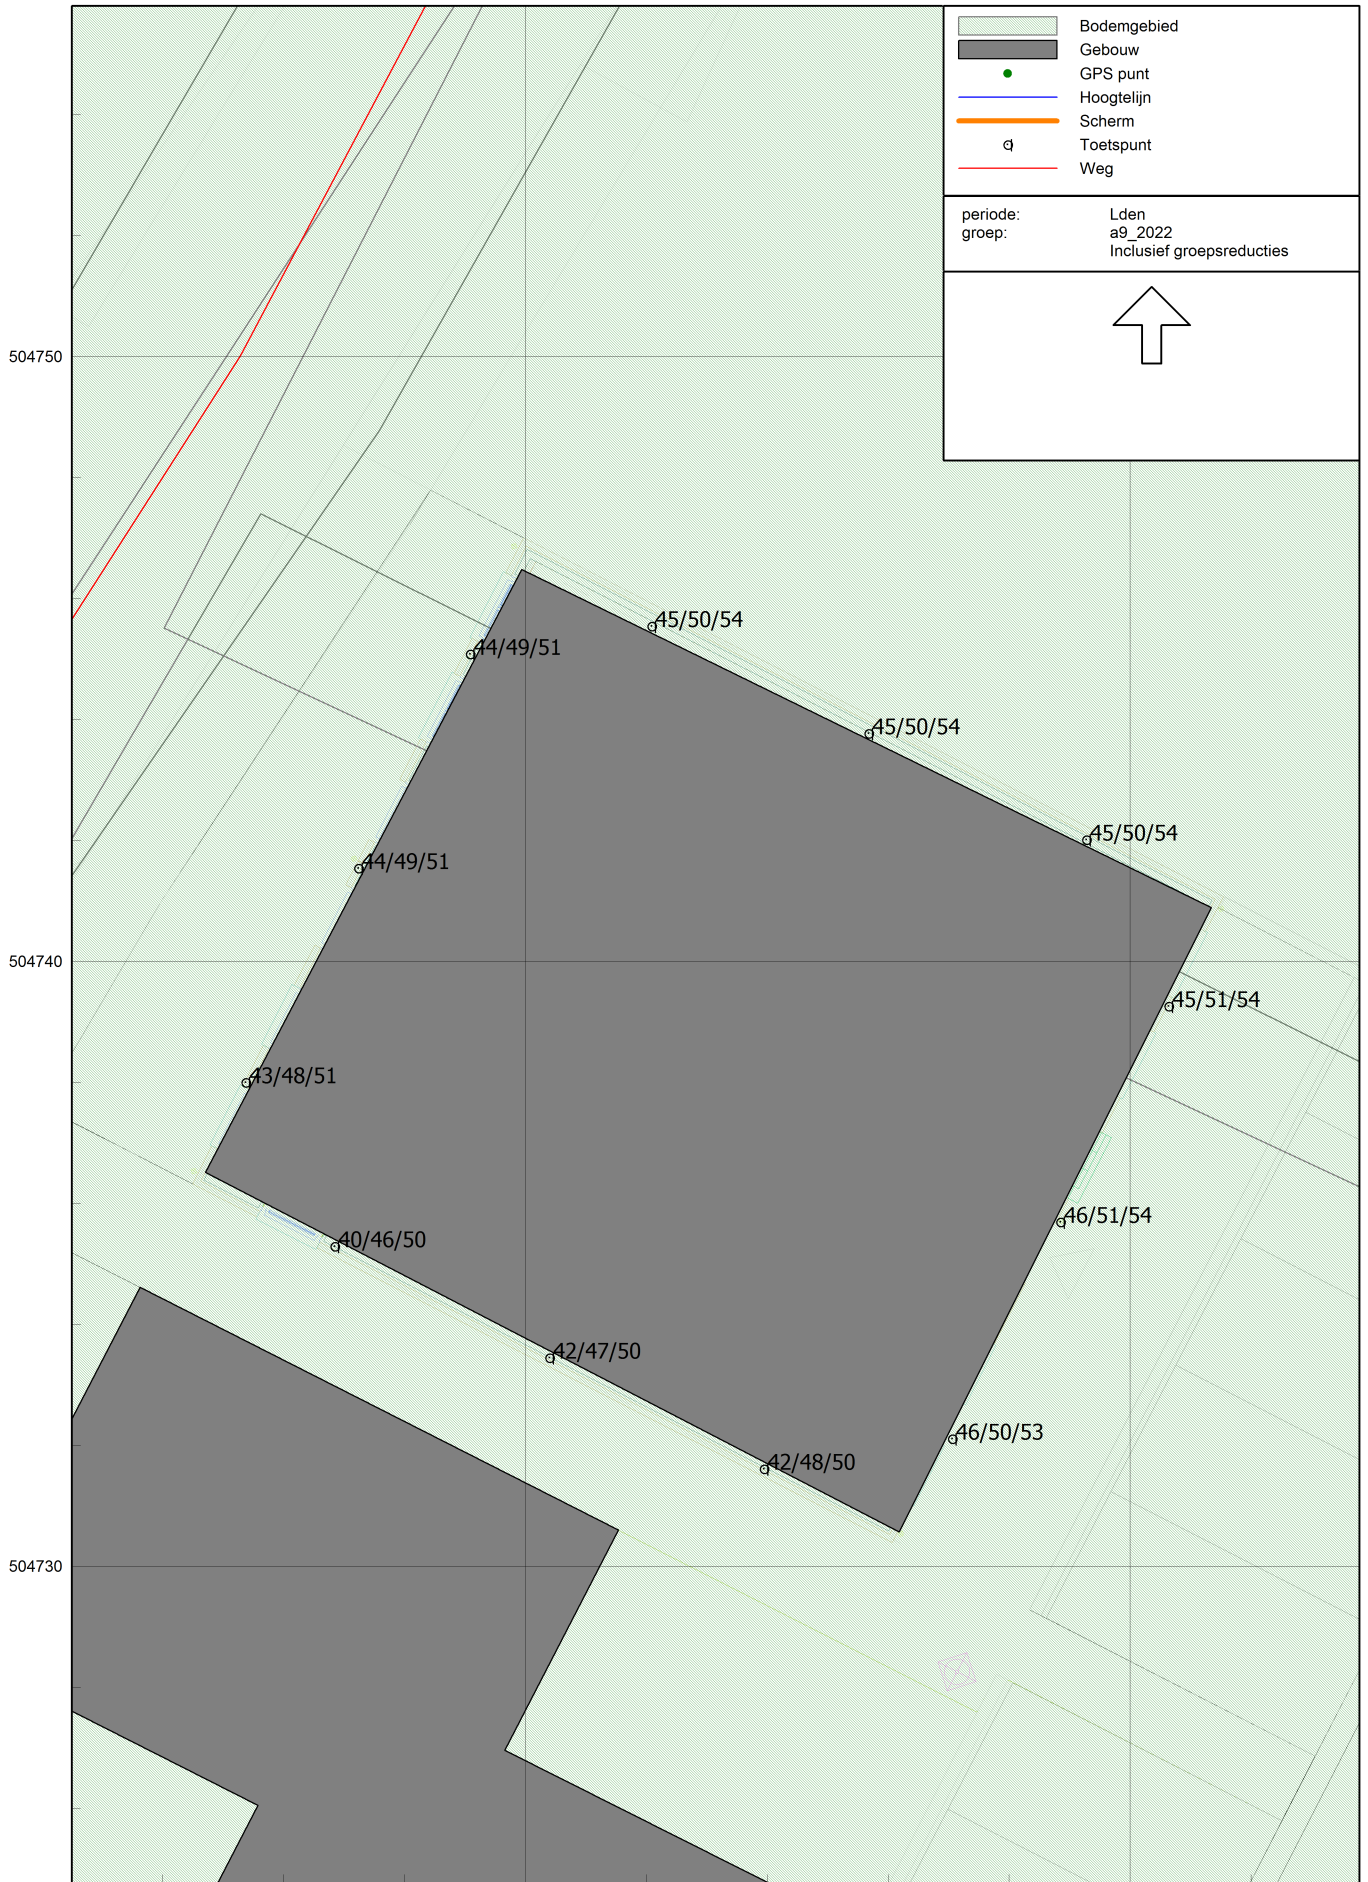 Bodemgebied
Gebouw
GPS punt
Hoogtelijn
Scherm
Toetspunt
Weg
periode: Lden
groep: a9_2022
Inclusief groepsreducties
504750
45/50/54
44/49/51
45/50/54
45/50/54
44/49/51
504740
45/51/54
43/48/51
46/51/54
40/46/50
42/47/50
46/50/53
42/48/50
504730